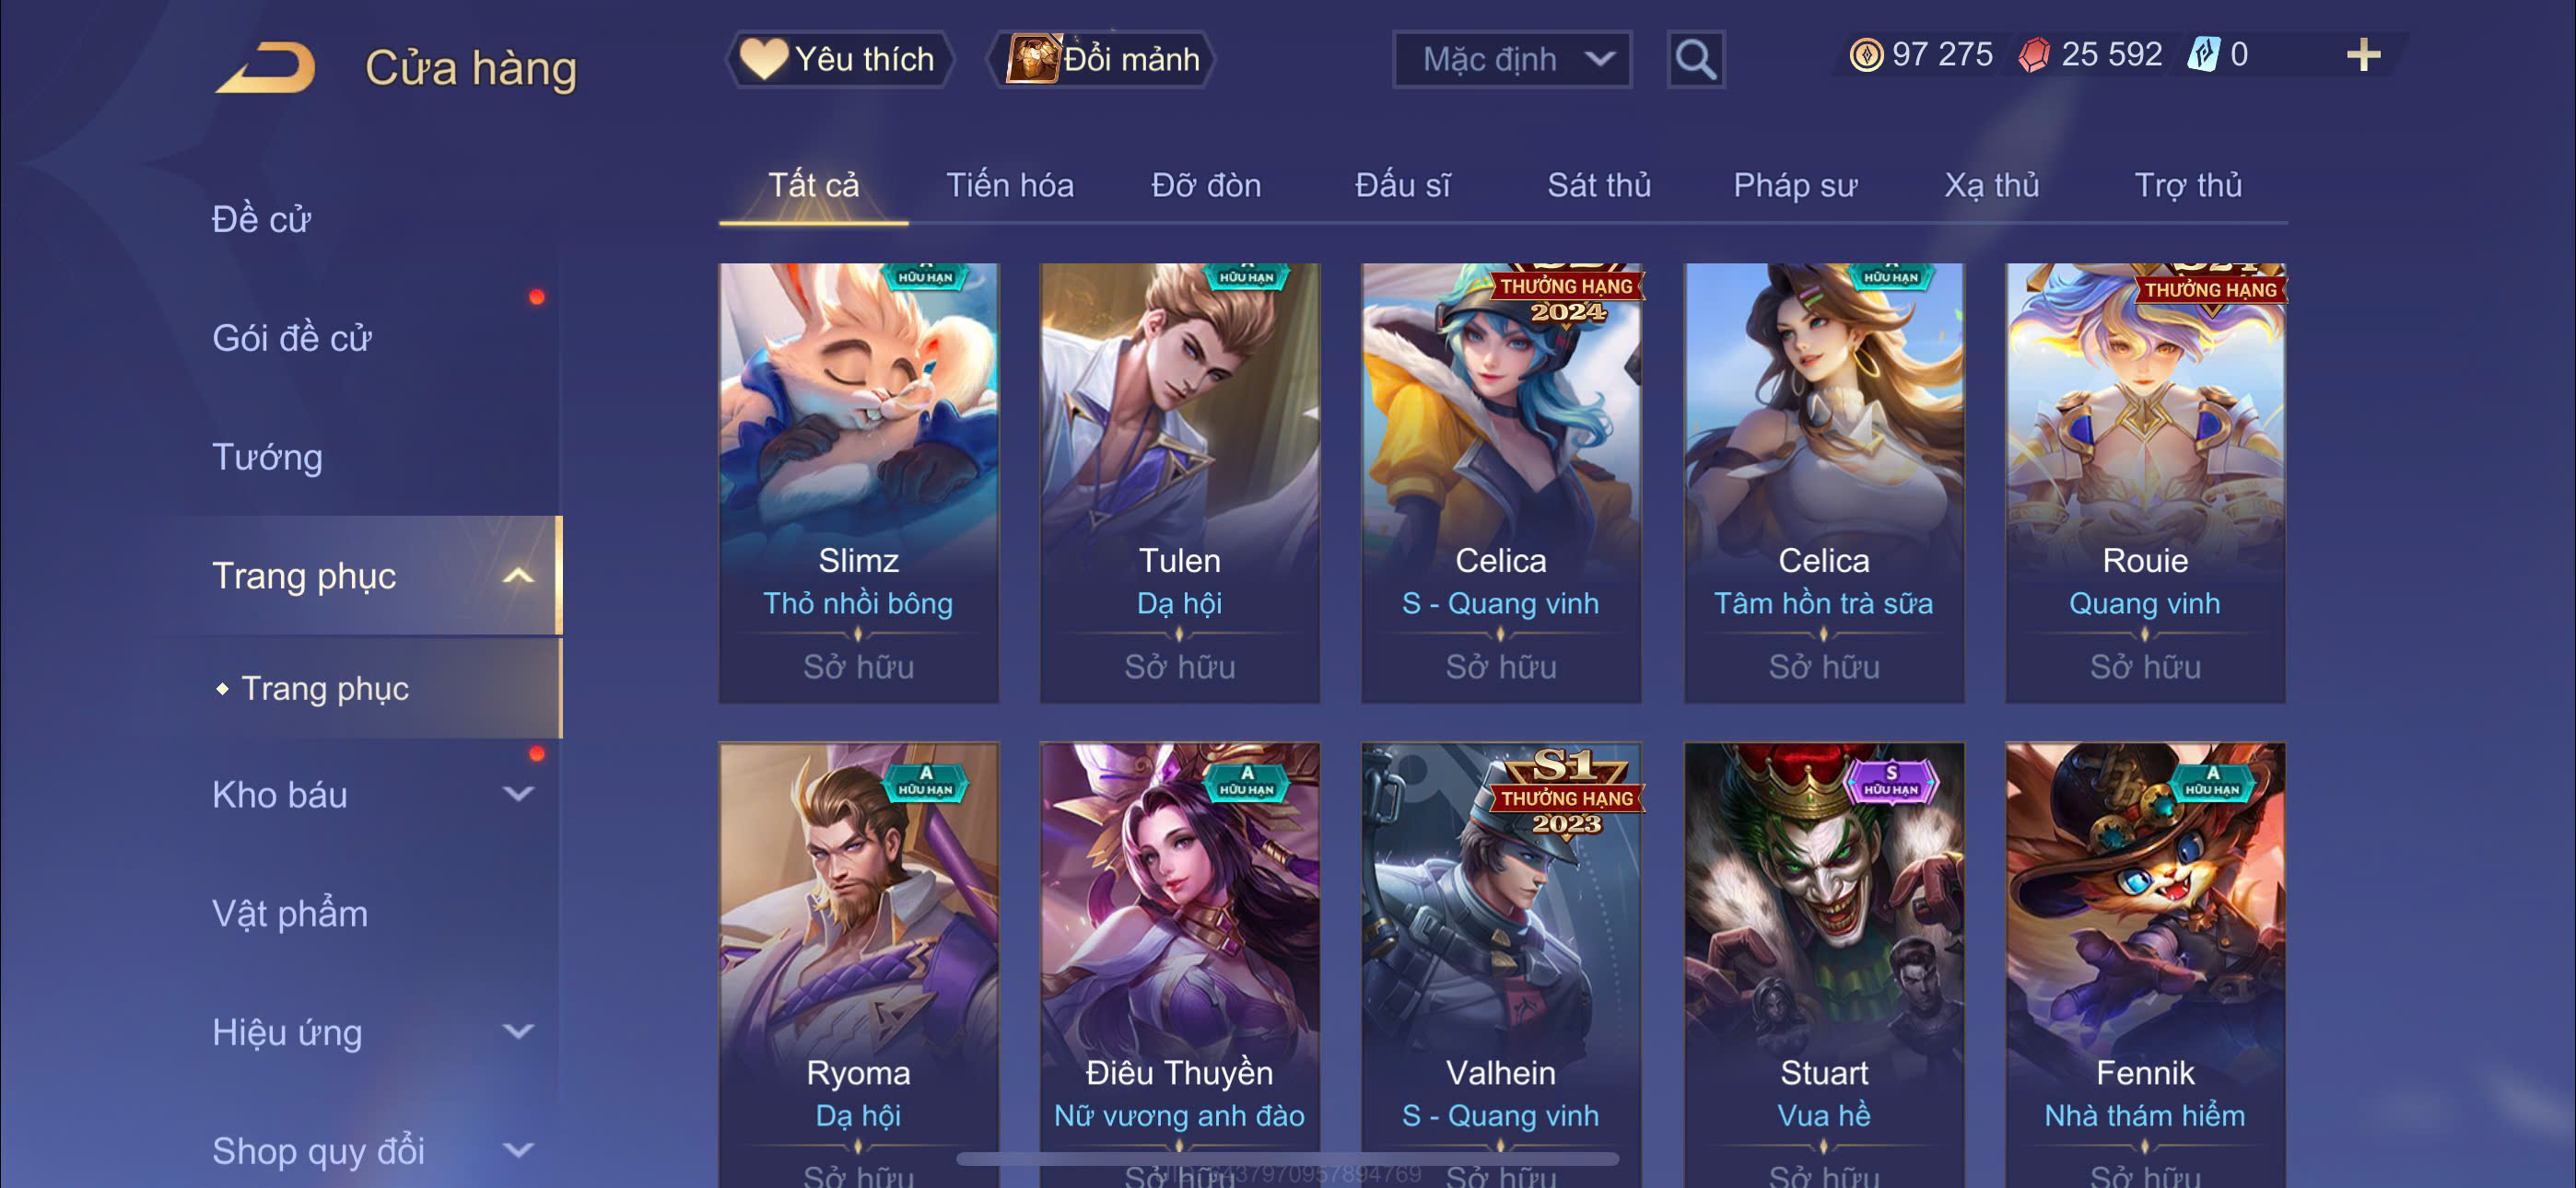 Cửa hàng
Yêu thích
Đổi mảnh
Mặc định
97 275
25 592
0
Đề cử
Gói đề cử
Tướng
Trang phục
Trang phục
Kho báu
Vật phẩm
Hiệu ứng
Shop quy đổi
Tất cả
Tiến hóa
Đỡ đòn
Đấu sĩ
Sát thủ
Pháp sư
Xạ thủ
Trợ thủ
HỮU HẠN
Slimz
Thỏ nhồi bông
Sở hữu
HỮU HẠN
Tulen
Dạ hội
Sở hữu
THƯỞNG HẠNG
2024
Celica
S - Quang vinh
Sở hữu
HỮU HẠN
Celica
Tâm hồn trà sữa
Sở hữu
THƯỞNG HẠNG
Rouie
Quang vinh
Sở hữu
A
HỮU HẠN
Ryoma
Dạ hội
Sở hữu
A
HỮU HẠN
Điêu Thuyền
Nữ vương anh đào
Sở hữu
S1
THƯỞNG HẠNG
2023
Valhein
S - Quang vinh
Sở hữu
S
HỮU HẠN
Stuart
Vua hề
Sở hữu
A
HỮU HẠN
Fennik
Nhà thám hiểm
Sở hữu